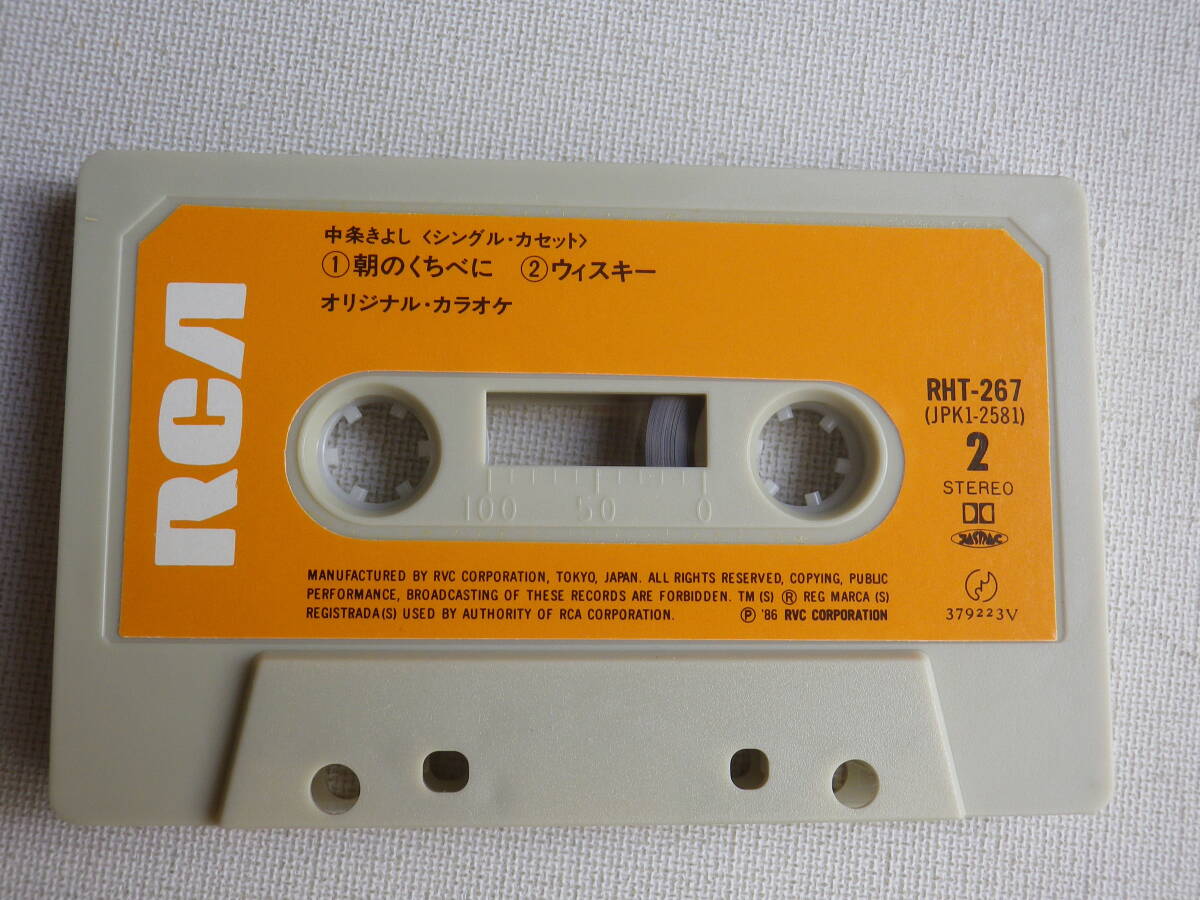 中条きよし〈シングル・カセット〉
①朝のくちべに ②ウィスキー
オリジナル・カラオケ
RCA
RHT-267
(JPK1-2581)
2
STEREO
JASRAC
100 50 0
MANUFACTURED BY RVC CORPORATION, TOKYO, JAPAN. ALL RIGHTS RESERVED, COPYING, PUBLIC
PERFORMANCE, BROADCASTING OF THESE RECORDS ARE FORBIDDEN. TM (S) ® REG MARCA (S)
REGISTRADA(S) USED BY AUTHORITY OF RCA CORPORATION. ℗ '86 RVC CORPORATION
379223V